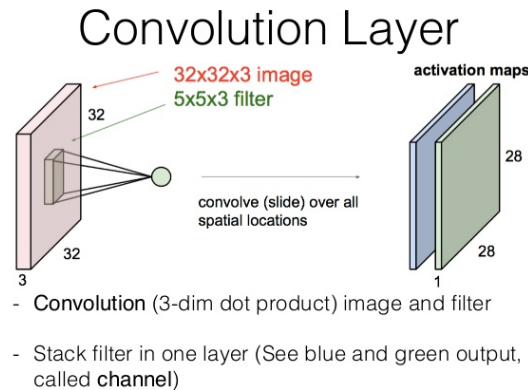 Convolution Layer
32x32x3 image
5x5x3 filter
activation maps
32
32
3
convolve (slide) over all
spatial locations
28
28
1
- Convolution (3-dim dot product) image and filter
- Stack filter in one layer (See blue and green output,
called channel)